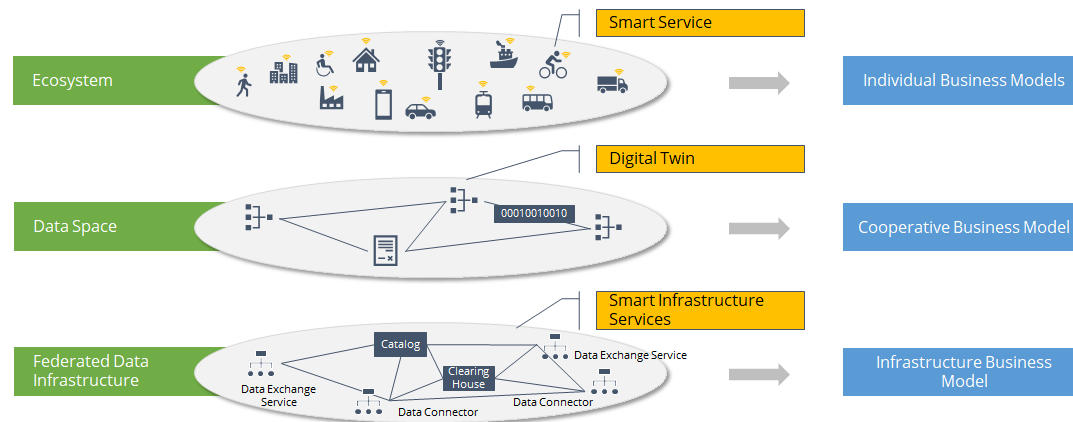 Smart Service
Ecosystem
Individual Business Models
Digital Twin
00010010010
Data Space
Cooperative Business Model
Smart Infrastructure
Services
Federated Data
Infrastructure
Catalog
Data Exchange Service
Clearing
House
Data Exchange
Service
Data Connector
Data Connector
Infrastructure Business
Model